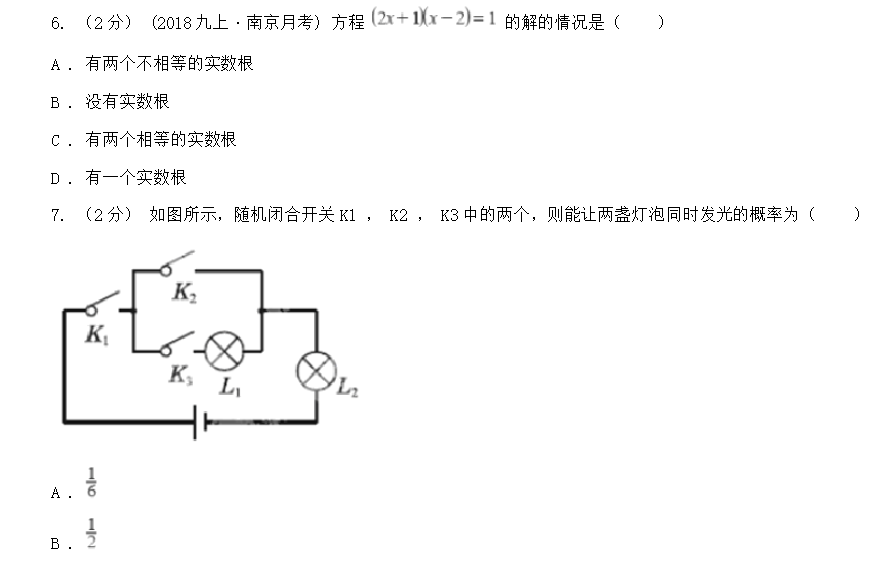 6. （2分） (2018九上·南京月考) 方程 (2x+1)(x−2)=1 的解的情况是（ ）
A . 有两个不相等的实数根
B . 没有实数根
C . 有两个相等的实数根
D . 有一个实数根
7. （2分） 如图所示，随机闭合开关K1 ， K2 ， K3中的两个，则能让两盏灯泡同时发光的概率为（ ）
K₂
K₁
K₃ L₁ L₂
A . 1/6
B . 1/2